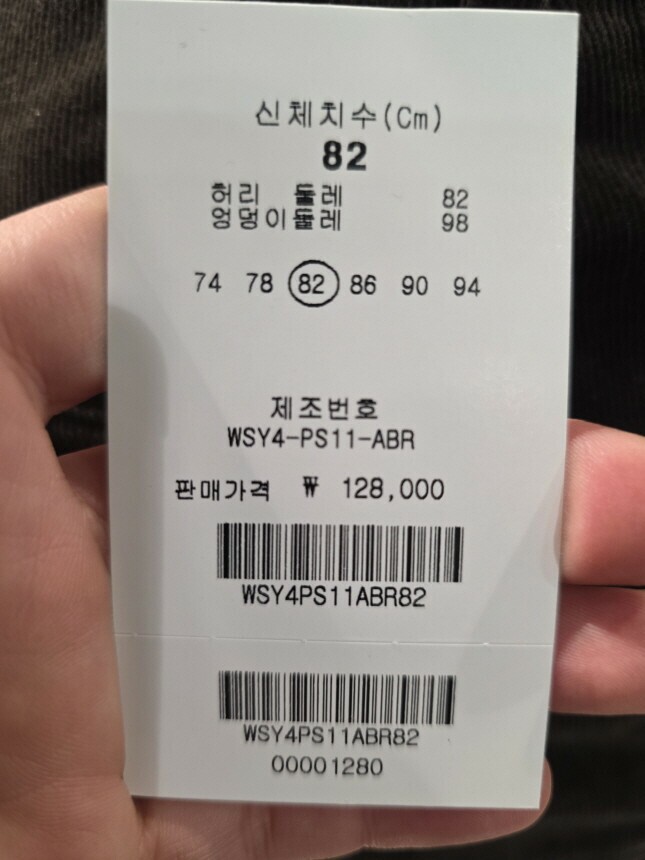 신체치수(Cm)
82
허리 둘레 82
엉덩이둘레 98
74 78 82 86 90 94
제조번호
WSY4-PS11-ABR
판매가격 ₩ 128,000
WSY4PS11ABR82
WSY4PS11ABR82
00001280